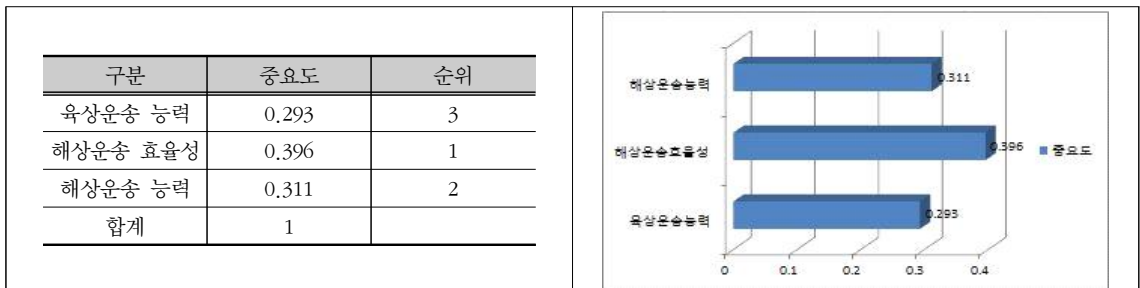 구분 중요도 순위
육상운송 능력 0.293 3
해상운송 효율성 0.396 1
해상운송 능력 0.311 2
합계 1
해상운송능력 0.311
해상운송효율성 0.396 중요도
육상운송능력 0.293
0 0.1 0.2 0.3 0.4